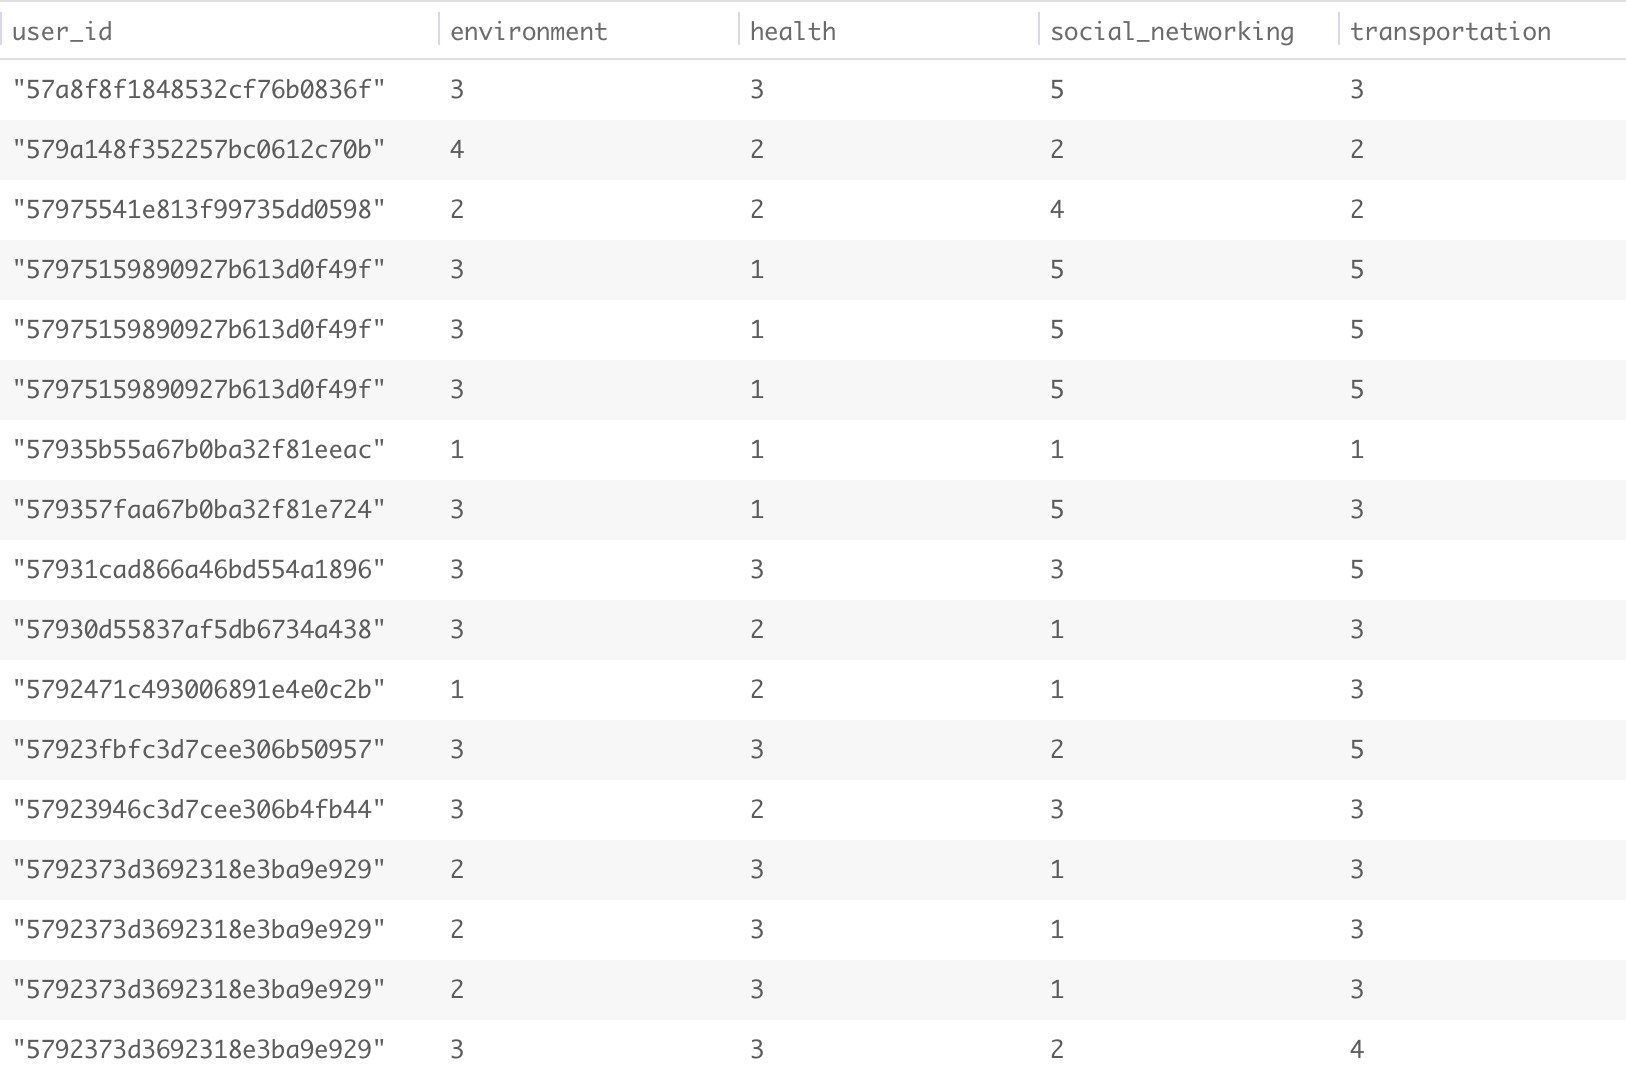 user_id environment health social_networking transportation
"57a8f8f1848532cf76b0836f" 3 3 5 3
"579a148f352257bc0612c70b" 4 2 2 2
"57975541e813f99735dd0598" 2 2 4 2
"57975159890927b613d0f49f" 3 1 5 5
"57975159890927b613d0f49f" 3 1 5 5
"57975159890927b613d0f49f" 3 1 5 5
"57935b55a67b0ba32f81eeac" 1 1 1 1
"579357faa67b0ba32f81e724" 3 1 5 3
"57931cad866a46bd554a1896" 3 3 3 5
"57930d55837af5db6734a438" 3 2 1 3
"5792471c493006891e4e0c2b" 1 2 1 3
"57923fbfc3d7cee306b50957" 3 3 2 5
"57923946c3d7cee306b4fb44" 3 2 3 3
"5792373d3692318e3ba9e929" 2 3 1 3
"5792373d3692318e3ba9e929" 2 3 1 3
"5792373d3692318e3ba9e929" 2 3 1 3
"5792373d3692318e3ba9e929" 3 3 2 4